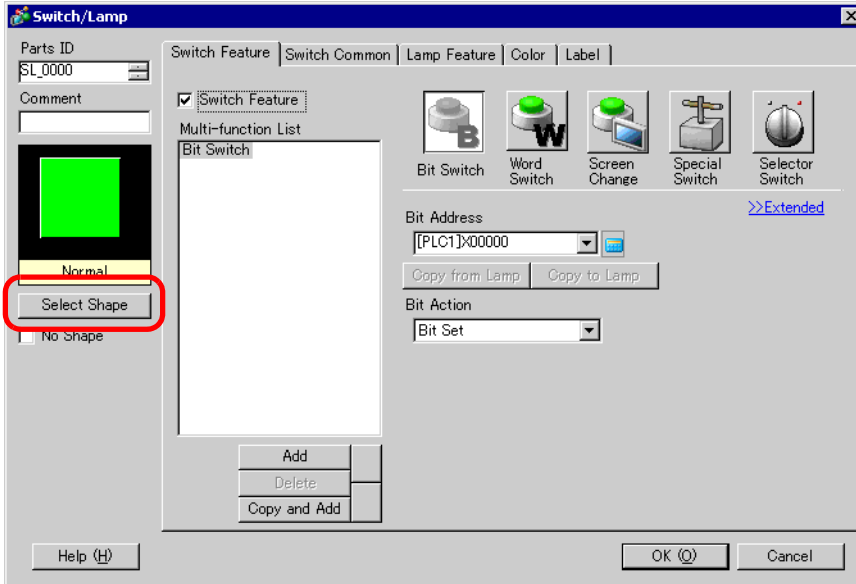 Switch/Lamp
Parts ID
SL_0000
Comment
Normal
Select Shape
No Shape
Switch Feature
Switch Common
Lamp Feature
Color
Label
Switch Feature
Multi-function List
Bit Switch
Add
Delete
Copy and Add
B
W
Bit Switch
Word
Switch
Screen
Change
Special
Switch
Selector
Switch
>>Extended
Bit Address
[PLC1]X00000
Copy from Lamp
Copy to Lamp
Bit Action
Bit Set
Help (H)
OK (O)
Cancel